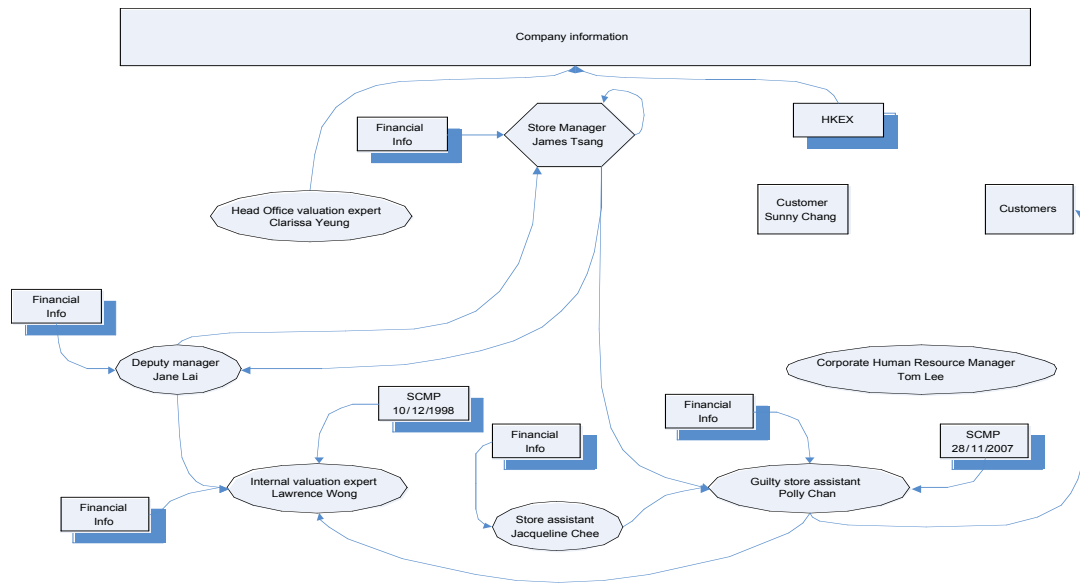 Company information
Financial
Info
Store Manager
James Tsang
HKEX
Head Office valuation expert
Clarissa Yeung
Customer
Sunny Chang
Customers
Financial
Info
Deputy manager
Jane Lai
Corporate Human Resource Manager
Tom Lee
SCMP
10/12/1998
Financial
Info
Financial
Info
SCMP
28/11/2007
Internal valuation expert
Lawrence Wong
Guilty store assistant
Polly Chan
Financial
Info
Store assistant
Jacqueline Chee